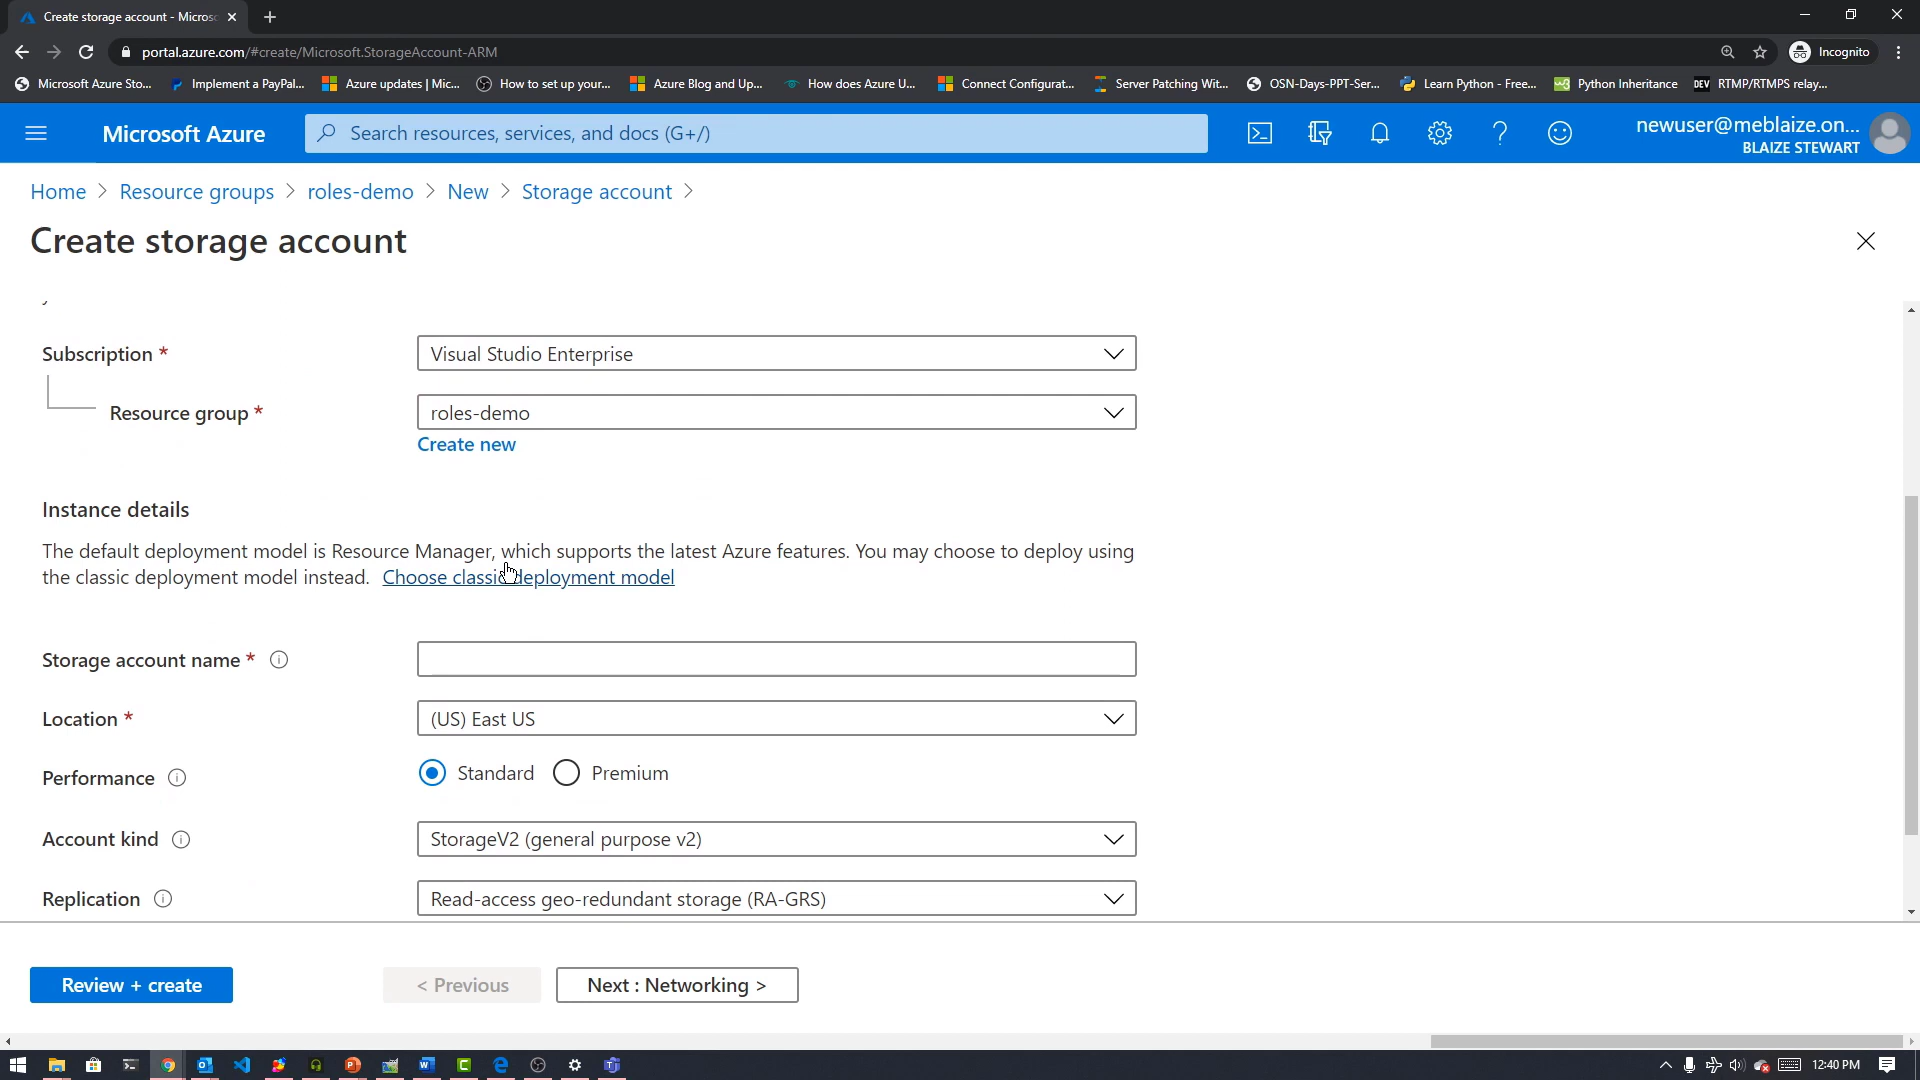 Create storage account - Micros
portal.azure.com/#create/Microsoft.StorageAccount-ARM
Incognito
Microsoft Azure Sto...
Implement a PayPal...
Azure updates | Mic...
How to set up your...
Azure Blog and Up...
How does Azure U...
Connect Configurat...
Server Patching Wit...
OSN-Days-PPT-Ser...
Learn Python - Free...
Python Inheritance
DEV RTMP/RTMPS relay...
Microsoft Azure
Search resources, services, and docs (G+/)
newuser@meblaize.on...
BLAIZE STEWART
Home > Resource groups > roles-demo > New > Storage account >
Create storage account
Subscription *
Visual Studio Enterprise
Resource group *
roles-demo
Create new
Instance details
The default deployment model is Resource Manager, which supports the latest Azure features. You may choose to deploy using
the classic deployment model instead. Choose classic deployment model
Storage account name *
Location *
(US) East US
Performance
Standard
Premium
Account kind
StorageV2 (general purpose v2)
Replication
Read-access geo-redundant storage (RA-GRS)
Review + create
< Previous
Next : Networking >
12:40 PM